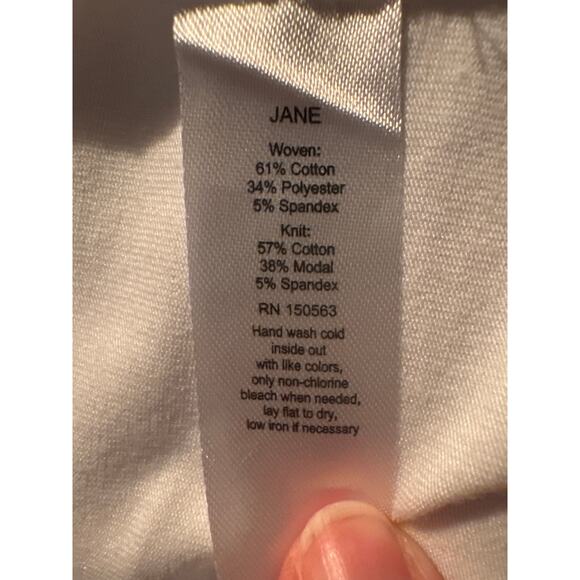 JANE
Woven:
61% Cotton
34% Polyester
5% Spandex
Knit:
57% Cotton
38% Modal
5% Spandex
RN 150563
Hand wash cold
inside out
with like colors,
only non-chlorine
bleach when needed,
lay flat to dry,
low iron if necessary